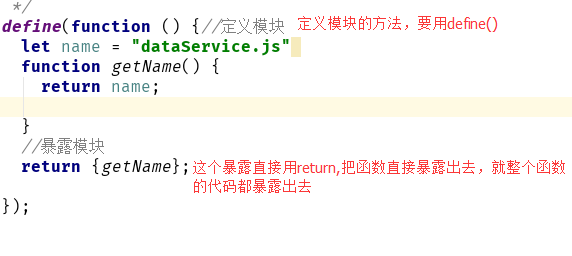 */
define(function () {//定义模块 定义模块的方法，要用define()
let name = "dataService.js"
function getName() {
return name;
}
//暴露模块
return {getName};这个暴露直接用return,把函数直接暴露出去，就整个函数
的代码都暴露出去
});